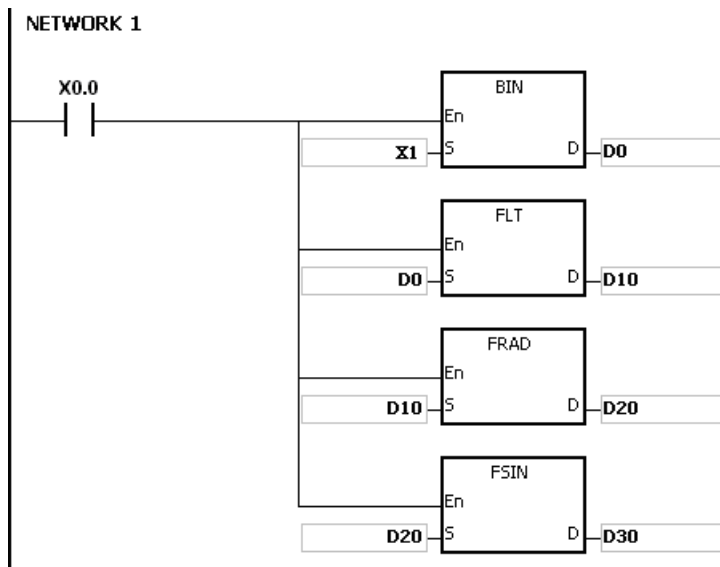 NETWORK 1
X0.0
BIN
En
X1 S D D0
FLT
En
D0 S D D10
FRAD
En
D10 S D D20
FSIN
En
D20 S D D30